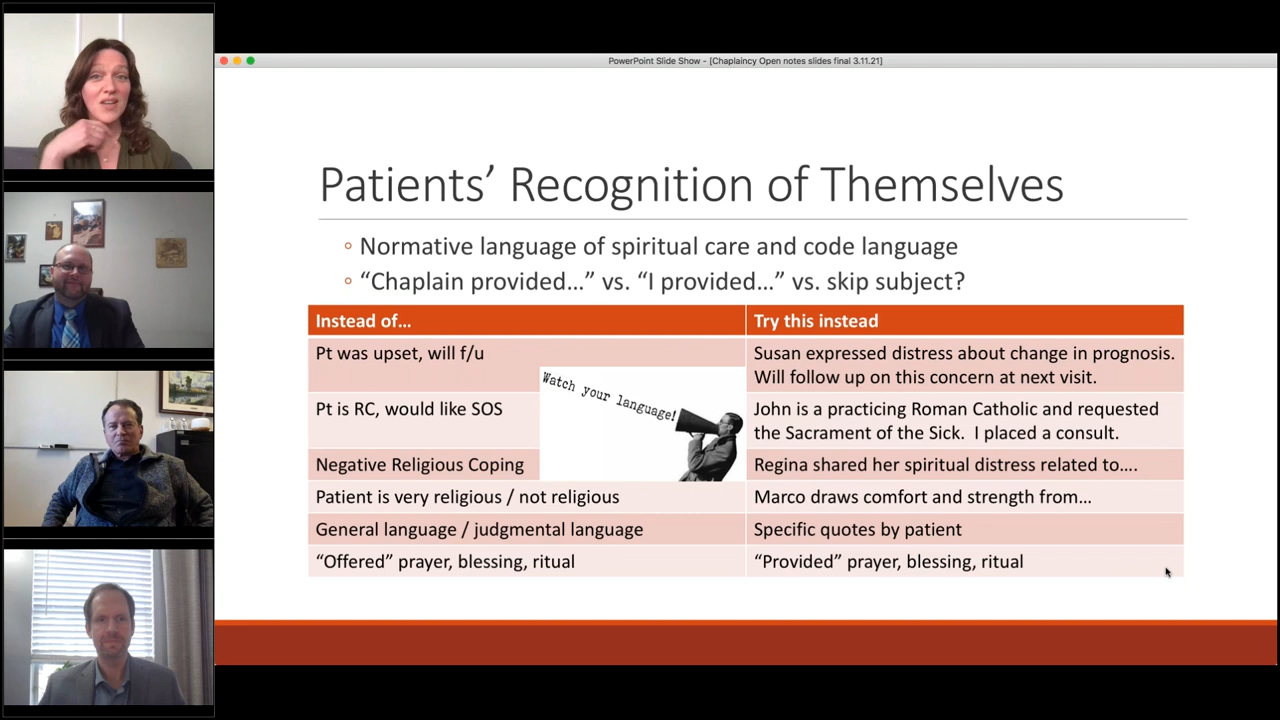 PowerPoint Slide Show - [Chaplaincy Open notes slides final 3.11.21]
Patients’ Recognition of Themselves
◦ Normative language of spiritual care and code language
◦ “Chaplain provided…” vs. “I provided…” vs. skip subject?
Instead of…
Try this instead
Pt was upset, will f/u
Susan expressed distress about change in prognosis.
Will follow up on this concern at next visit.
Watch your language!
Pt is RC, would like SOS
John is a practicing Roman Catholic and requested
the Sacrament of the Sick.  I placed a consult.
Negative Religious Coping
Regina shared her spiritual distress related to….
Patient is very religious / not religious
Marco draws comfort and strength from…
General language / judgmental language
Specific quotes by patient
“Offered” prayer, blessing, ritual
“Provided” prayer, blessing, ritual